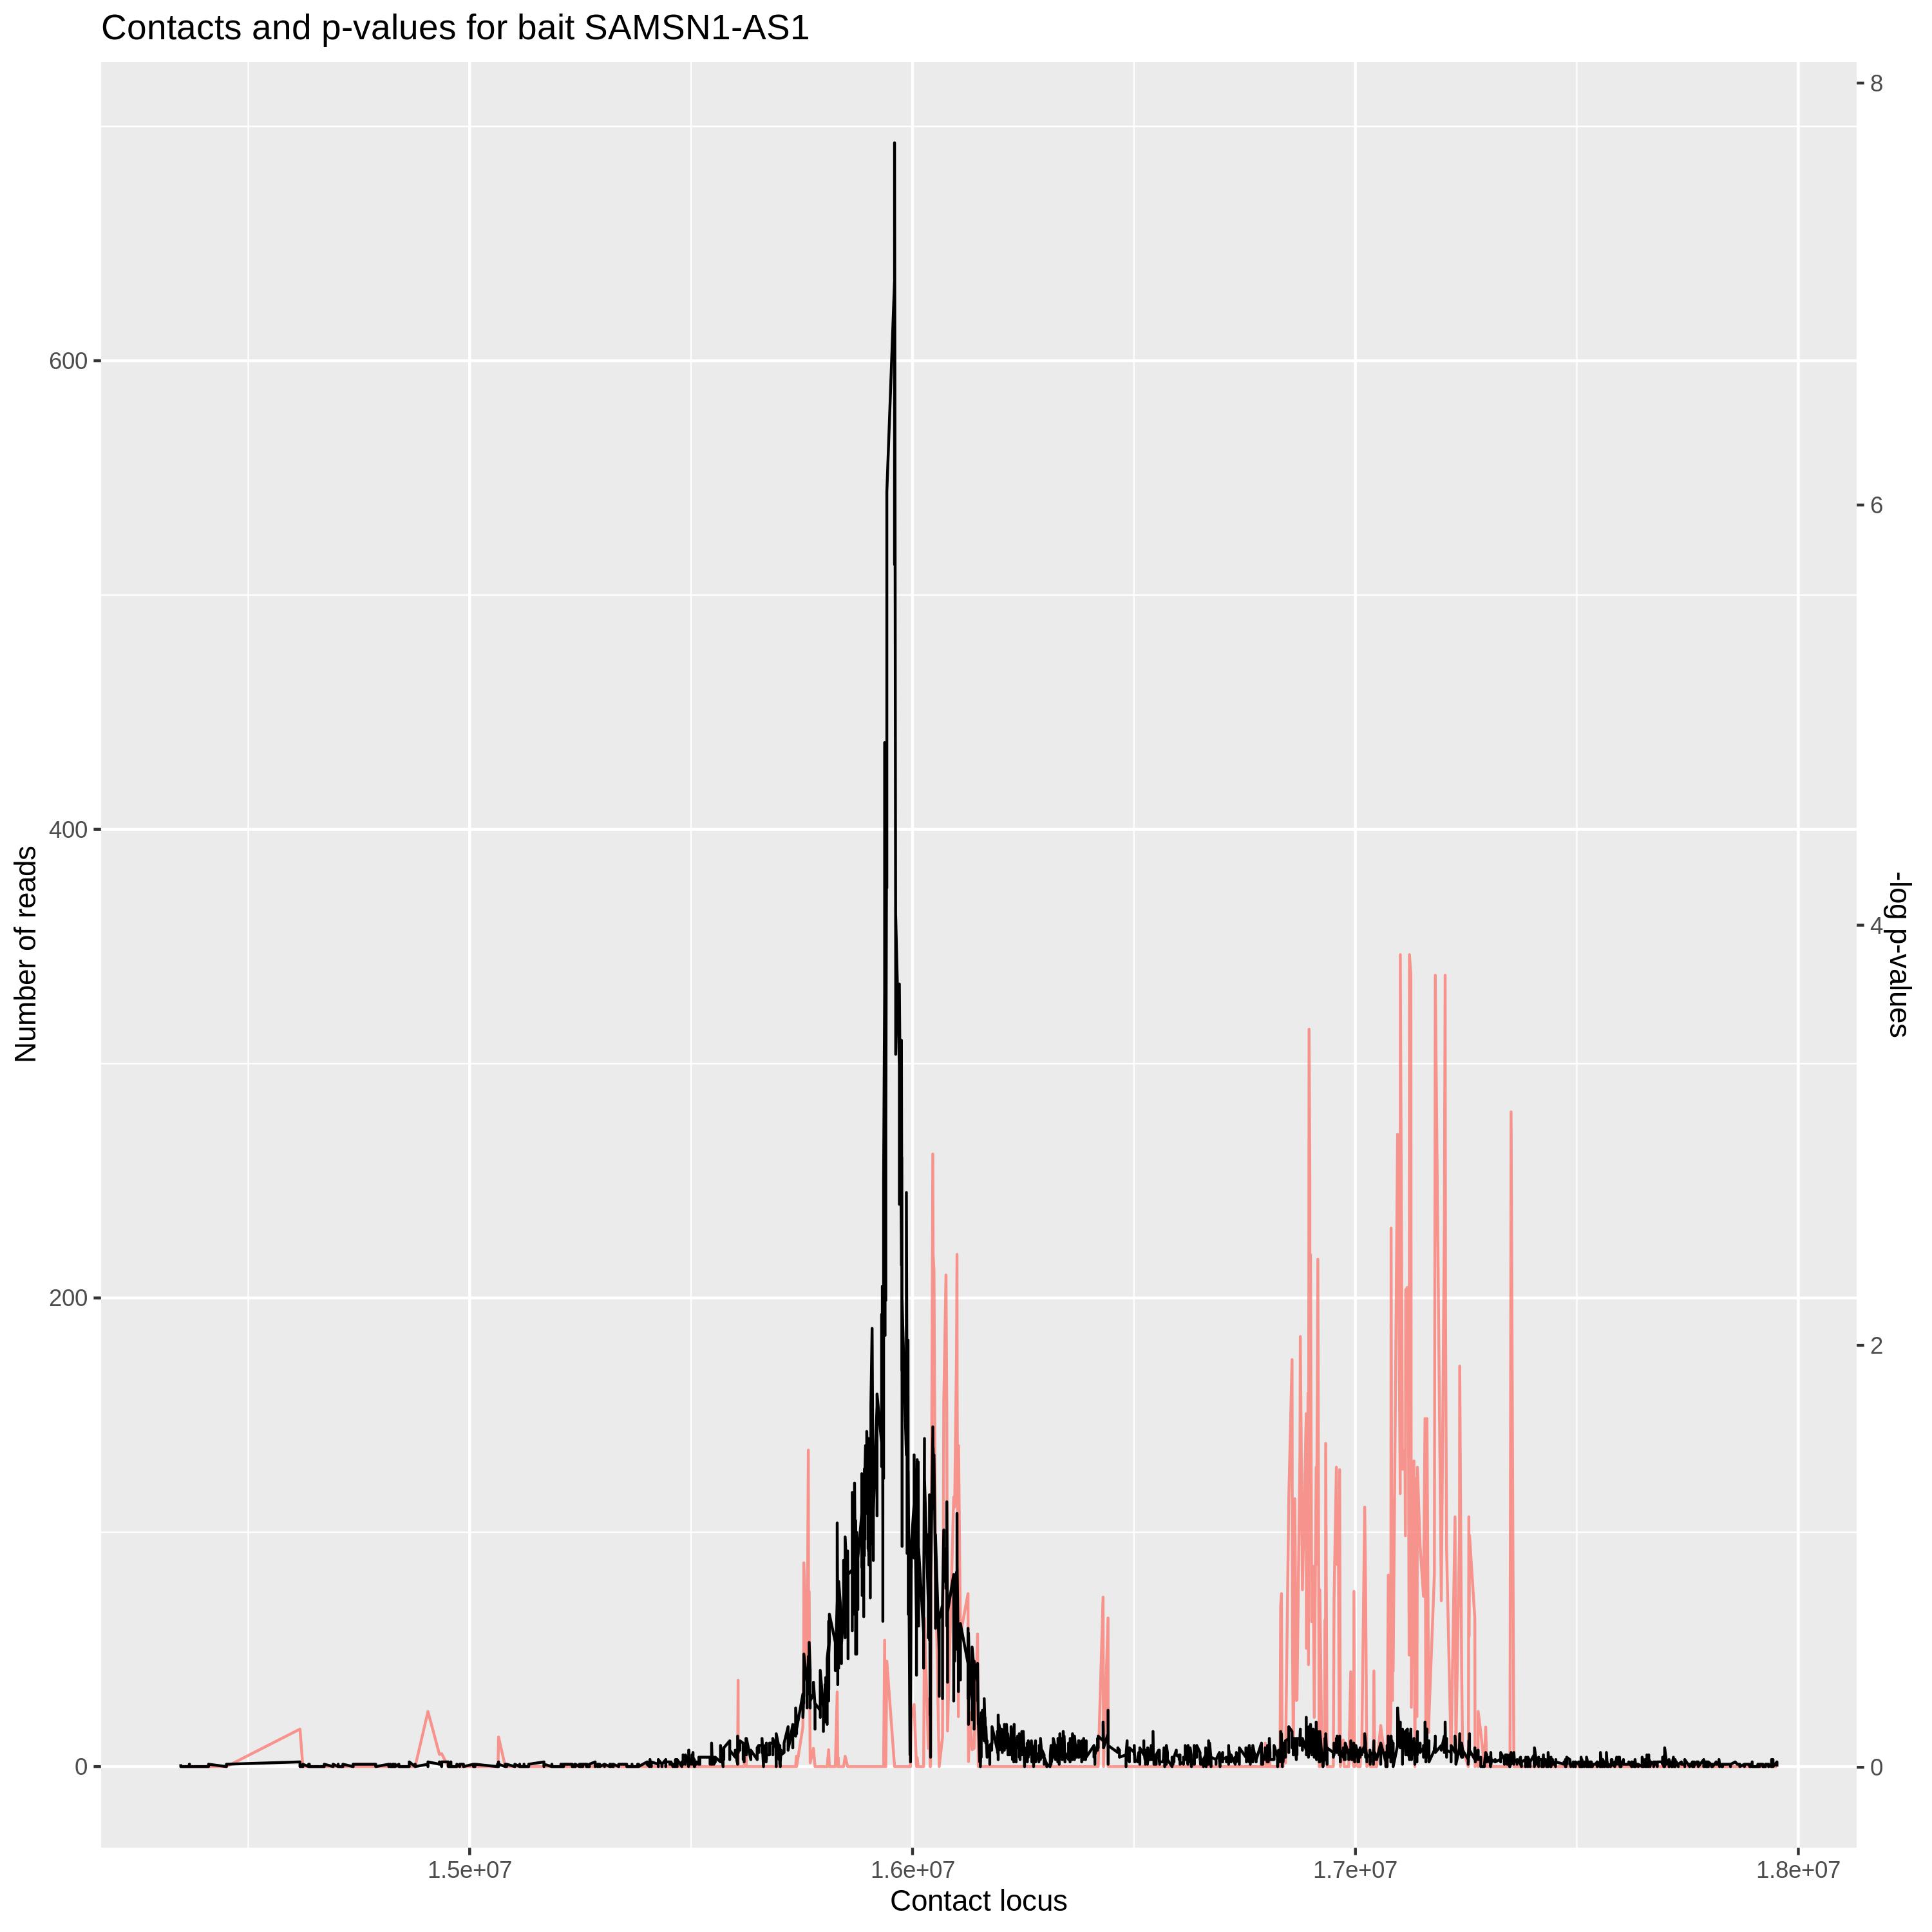 Contacts and p-values for bait SAMSN1-AS1
8
600
6
400
Number of reads
4
-log p-values
200
2
0
0
1.5e+07
1.6e+07
1.7e+07
1.8e+07
Contact locus